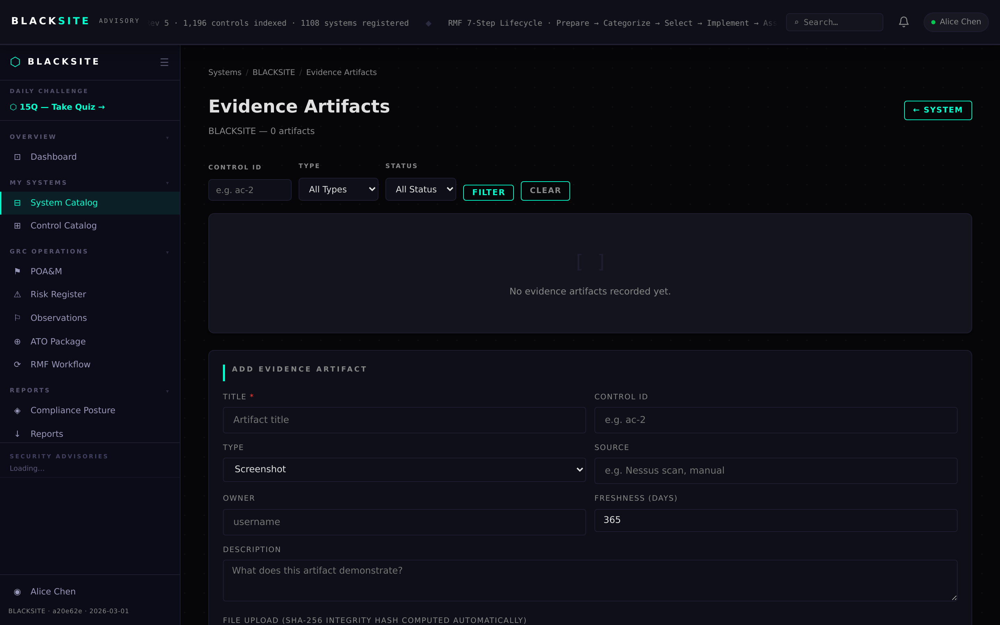 BLACKSITE ADVISORY
5 · 1,196 controls indexed · 1108 systems registered ◆ RMF 7-Step Lifecycle · Prepare → Categorize → Select → Implement →
Search…
Alice Chen
BLACKSITE
DAILY CHALLENGE
15Q — Take Quiz →
OVERVIEW
Dashboard
MY SYSTEMS
System Catalog
Control Catalog
GRC OPERATIONS
POA&M
Risk Register
Observations
ATO Package
RMF Workflow
REPORTS
Compliance Posture
Reports
SECURITY ADVISORIES
Loading…
Alice Chen
BLACKSITE · a20e62e · 2026-03-01
Systems / BLACKSITE / Evidence Artifacts
Evidence Artifacts
← SYSTEM
BLACKSITE — 0 artifacts
CONTROL ID TYPE STATUS
e.g. ac-2 All Types All Status FILTER CLEAR
[ ]
No evidence artifacts recorded yet.
ADD EVIDENCE ARTIFACT
TITLE * CONTROL ID
Artifact title e.g. ac-2
TYPE SOURCE
Screenshot e.g. Nessus scan, manual
OWNER FRESHNESS (DAYS)
username 365
DESCRIPTION
What does this artifact demonstrate?
FILE UPLOAD (SHA-256 INTEGRITY HASH COMPUTED AUTOMATICALLY)